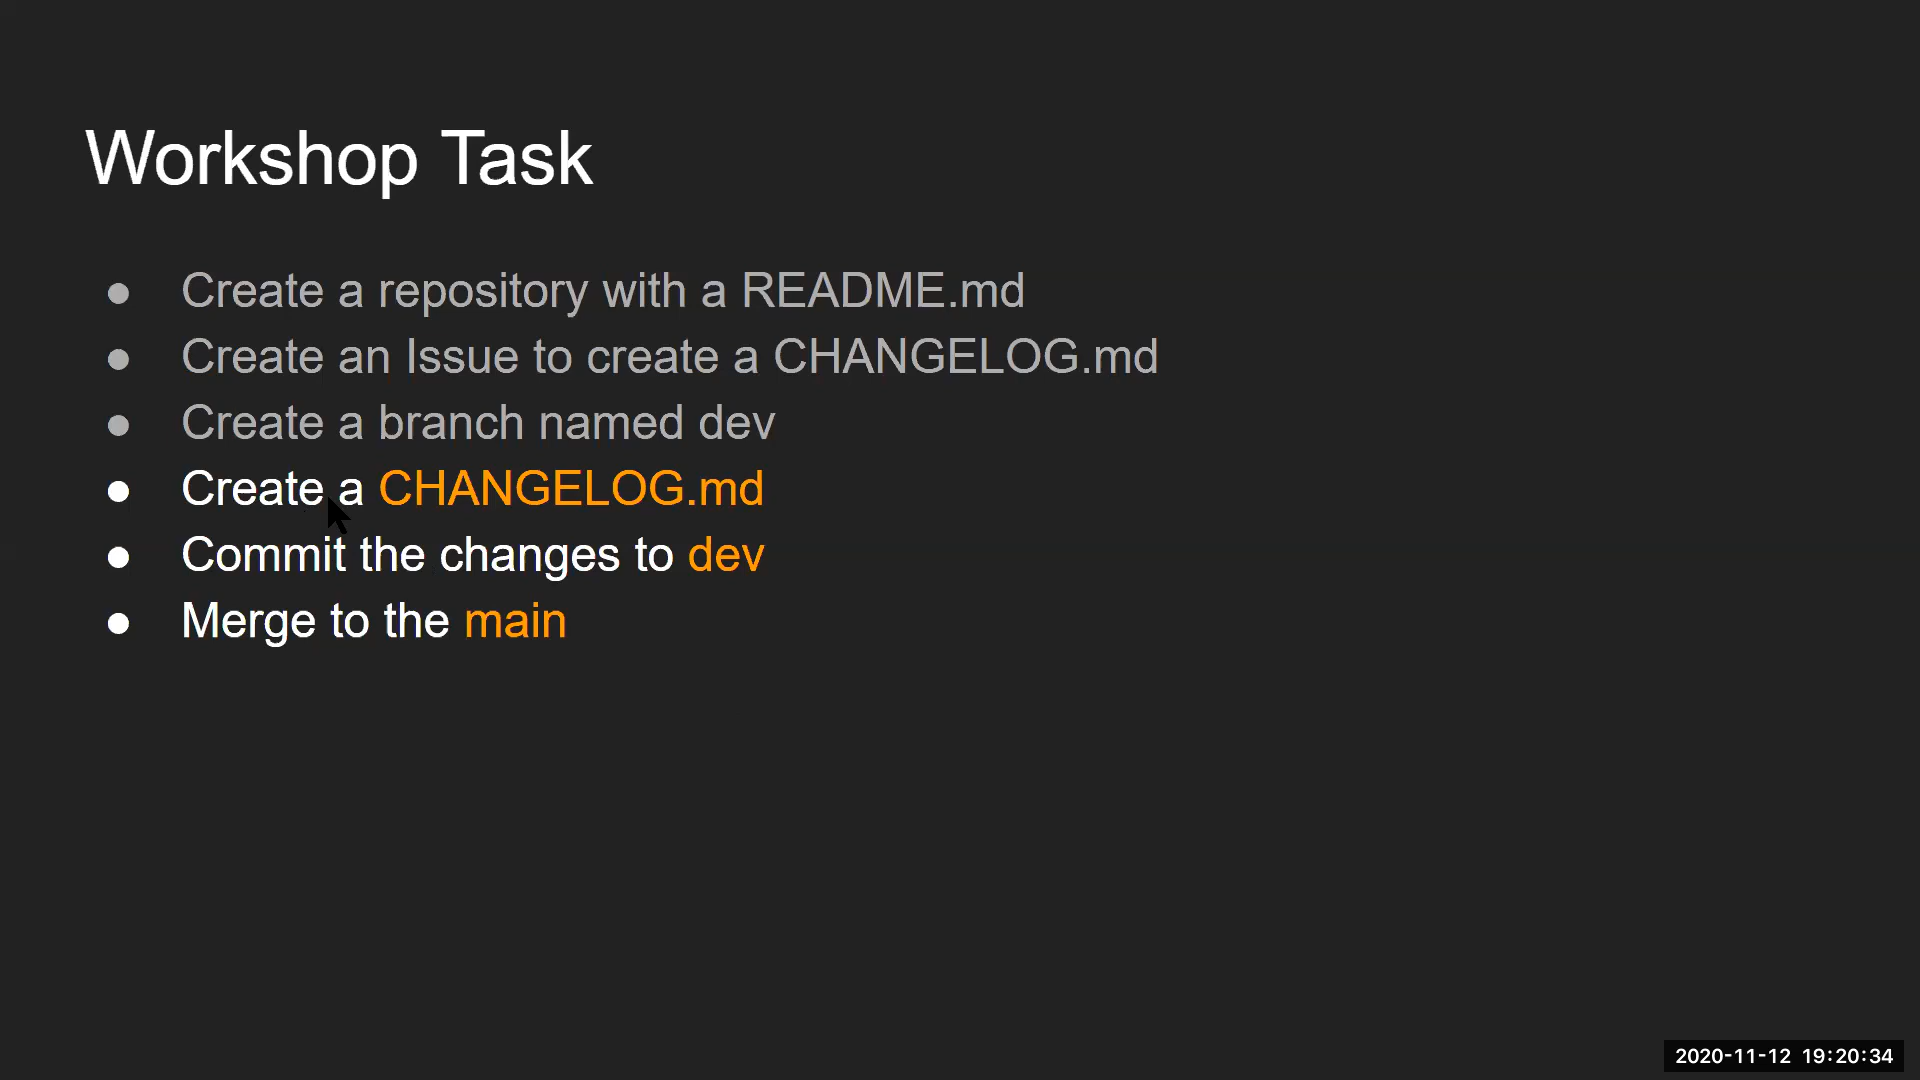 Workshop Task
● Create a repository with a README.md
● Create an Issue to create a CHANGELOG.md
● Create a branch named dev
● Create a CHANGELOG.md
● Commit the changes to dev
● Merge to the main
2020-11-12 19:20:34